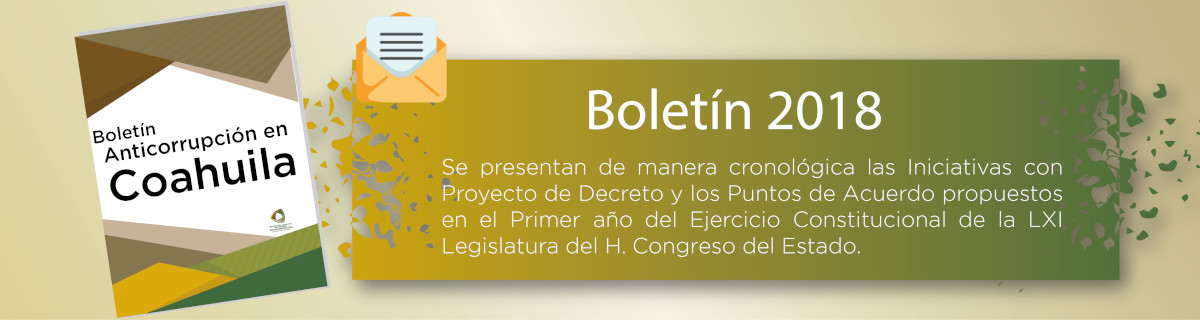 Boletín
Anticorrupción en
Coahuila
Boletín 2018
Se presentan de manera cronológica las Iniciativas con
Proyecto de Decreto y los Puntos de Acuerdo propuestos
en el Primer año del Ejercicio Constitucional de la LXI
Legislatura del H. Congreso del Estado.